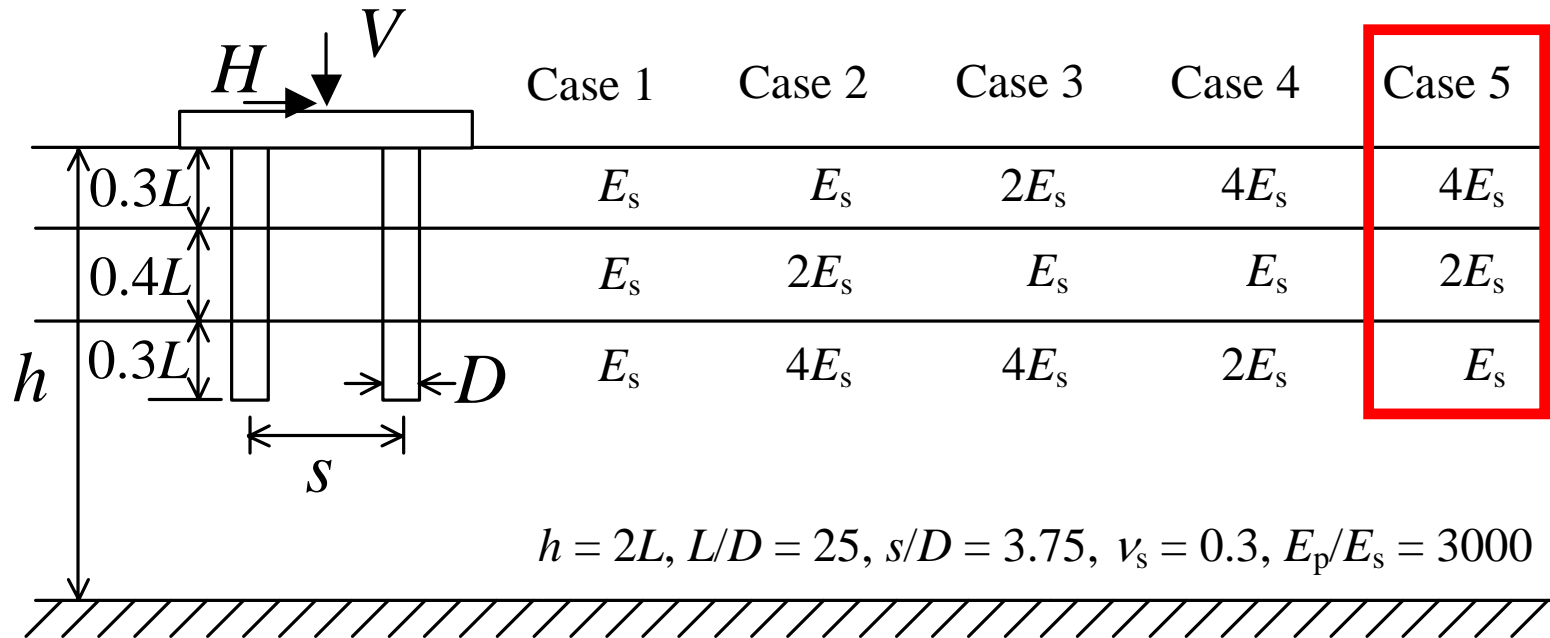 H V
Case 1 Case 2 Case 3 Case 4 Case 5
0.3L Es Es 2Es 4Es 4Es
0.4L Es 2Es Es Es 2Es
0.3L Es 4Es 4Es 2Es Es
h D
s
h = 2L, L/D = 25, s/D = 3.75, νs = 0.3, Ep/Es = 3000